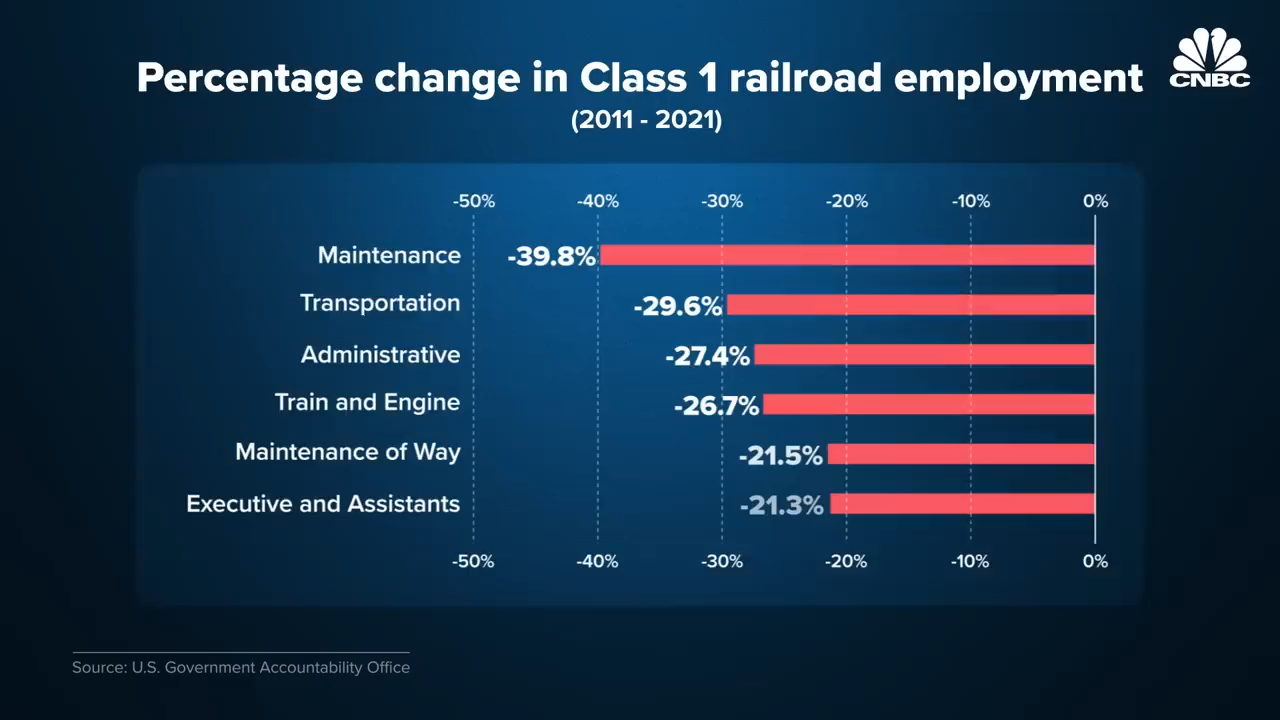 Percentage change in Class 1 railroad employment
(2011 - 2021)
CNBC
-50% -40% -30% -20% -10% 0%
Maintenance -39.8%
Transportation -29.6%
Administrative -27.4%
Train and Engine -26.7%
Maintenance of Way -21.5%
Executive and Assistants -21.3%
-50% -40% -30% -20% -10% 0%
Source: U.S. Government Accountability Office